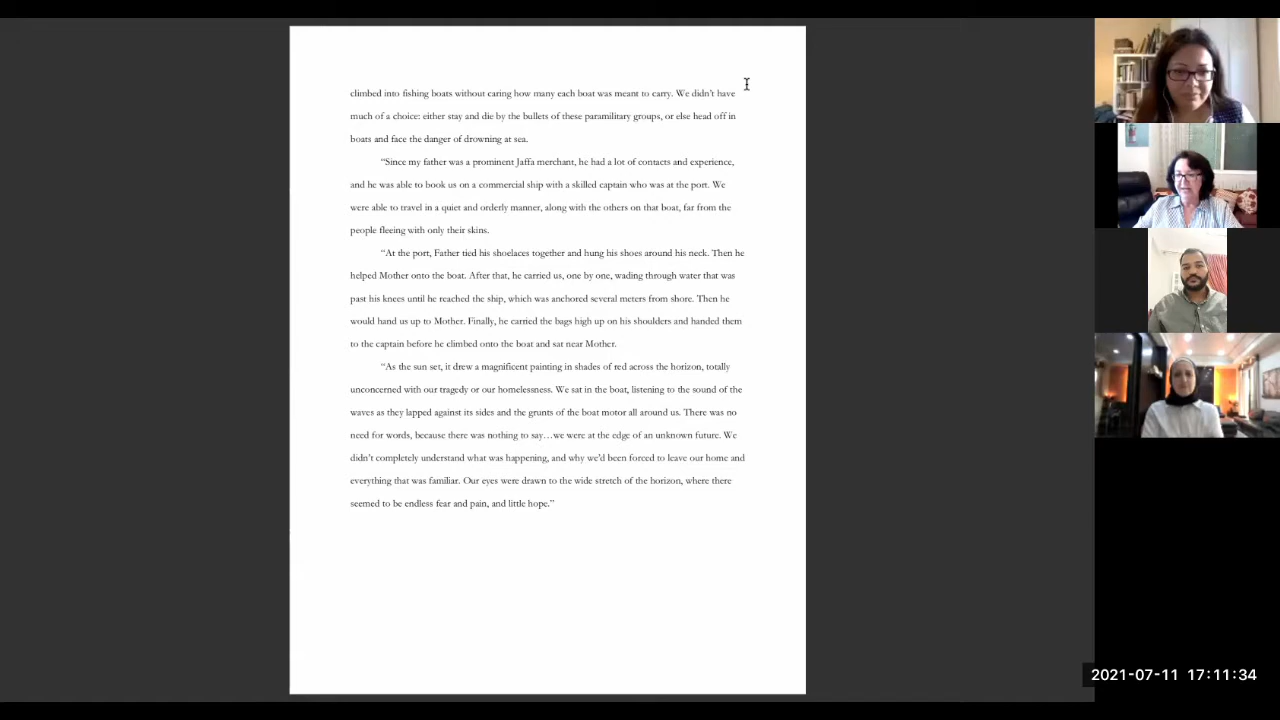 climbed into fishing boats without caring how many each boat was meant to carry. We didn't have
much of a choice: either stay and die by the bullets of these paramilitary groups, or else head off in
boats and face the danger of drowning at sea.
“Since my father was a prominent Jaffa merchant, he had a lot of contacts and experience,
and he was able to book us on a commercial ship with a skilled captain who was at the port. We
were able to travel in a quiet and orderly manner, along with the others on that boat, far from the
people fleeing with only their skins.
“At the port, Father tied his shoelaces together and hung his shoes around his neck. Then he
helped Mother onto the boat. After that, he carried us, one by one, wading through water that was
past his knees until he reached the ship, which was anchored several meters from shore. Then he
would hand us up to Mother. Finally, he carried the bags high up on his shoulders and handed them
to the captain before he climbed onto the boat and sat near Mother.
“As the sun set, it drew a magnificent painting in shades of red across the horizon, totally
unconcerned with our tragedy or our homelessness. We sat in the boat, listening to the sound of the
waves as they lapped against its sides and the grunts of the boat motor all around us. There was no
need for words, because there was nothing to say…we were at the edge of an unknown future. We
didn't completely understand what was happening, and why we'd been forced to leave our home and
everything that was familiar. Our eyes were drawn to the wide stretch of the horizon, where there
seemed to be endless fear and pain, and little hope.”
2021-07-11 17:11:34